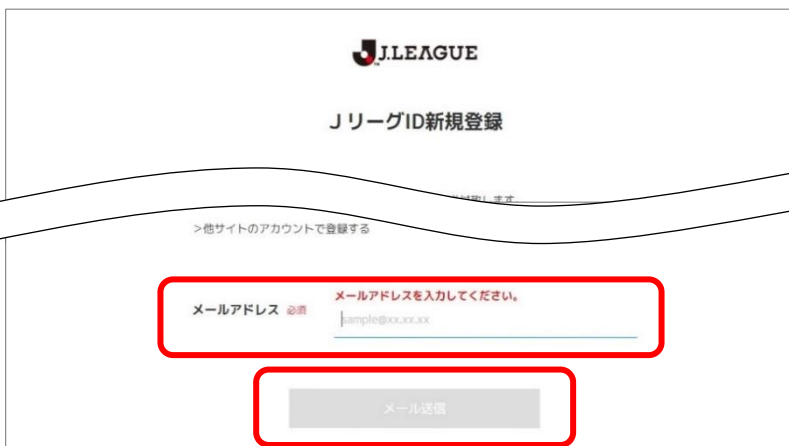 J.LEAGUE
JリーグID新規登録
します
>他サイトのアカウントで登録する
メールアドレス 必須
メールアドレスを入力してください。
sample@xx.xx.xx
メール送信